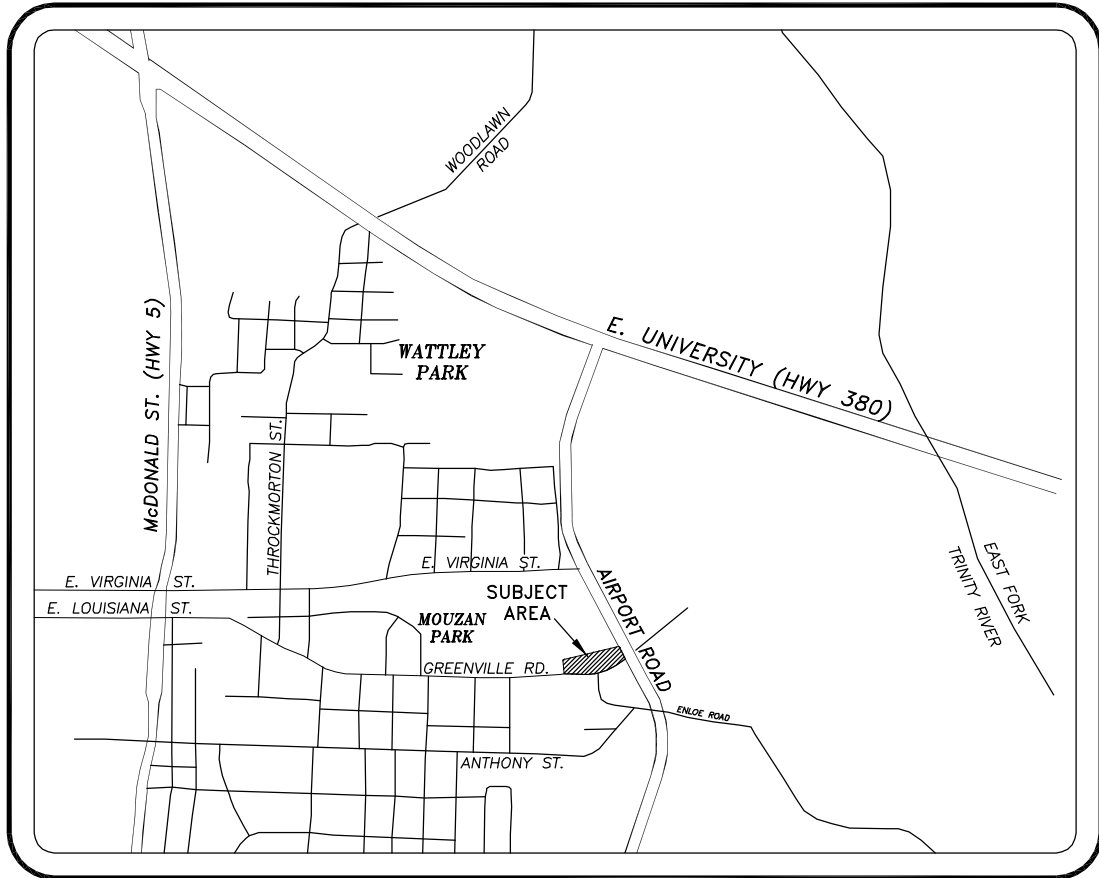 WOODLAWN
ROAD
McDONALD ST. (HWY 5)
E. UNIVERSITY (HWY 380)
WATTLEY
PARK
THROCKMORTON ST.
E. VIRGINIA ST.
E. VIRGINIA ST.
E. LOUISIANA ST.
SUBJECT
AREA
AIRPORT ROAD
MOUZAN
PARK
GREENVILLE RD.
EAST FORK
TRINITY RIVER
ENLOE ROAD
ANTHONY ST.